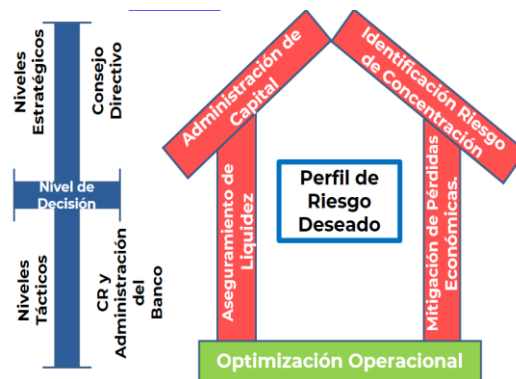 Niveles
Estratégicos
Consejo
Directivo
Nivel de
Decisión
Niveles
Tácticos
CR y
Administración
del
Banco
Administración de
Capital
Identificación Riesgo
de Concentración
Aseguramiento de
Liquidez
Perfil de
Riesgo
Deseado
Mitigación de Pérdidas
Económicas.
Optimización Operacional